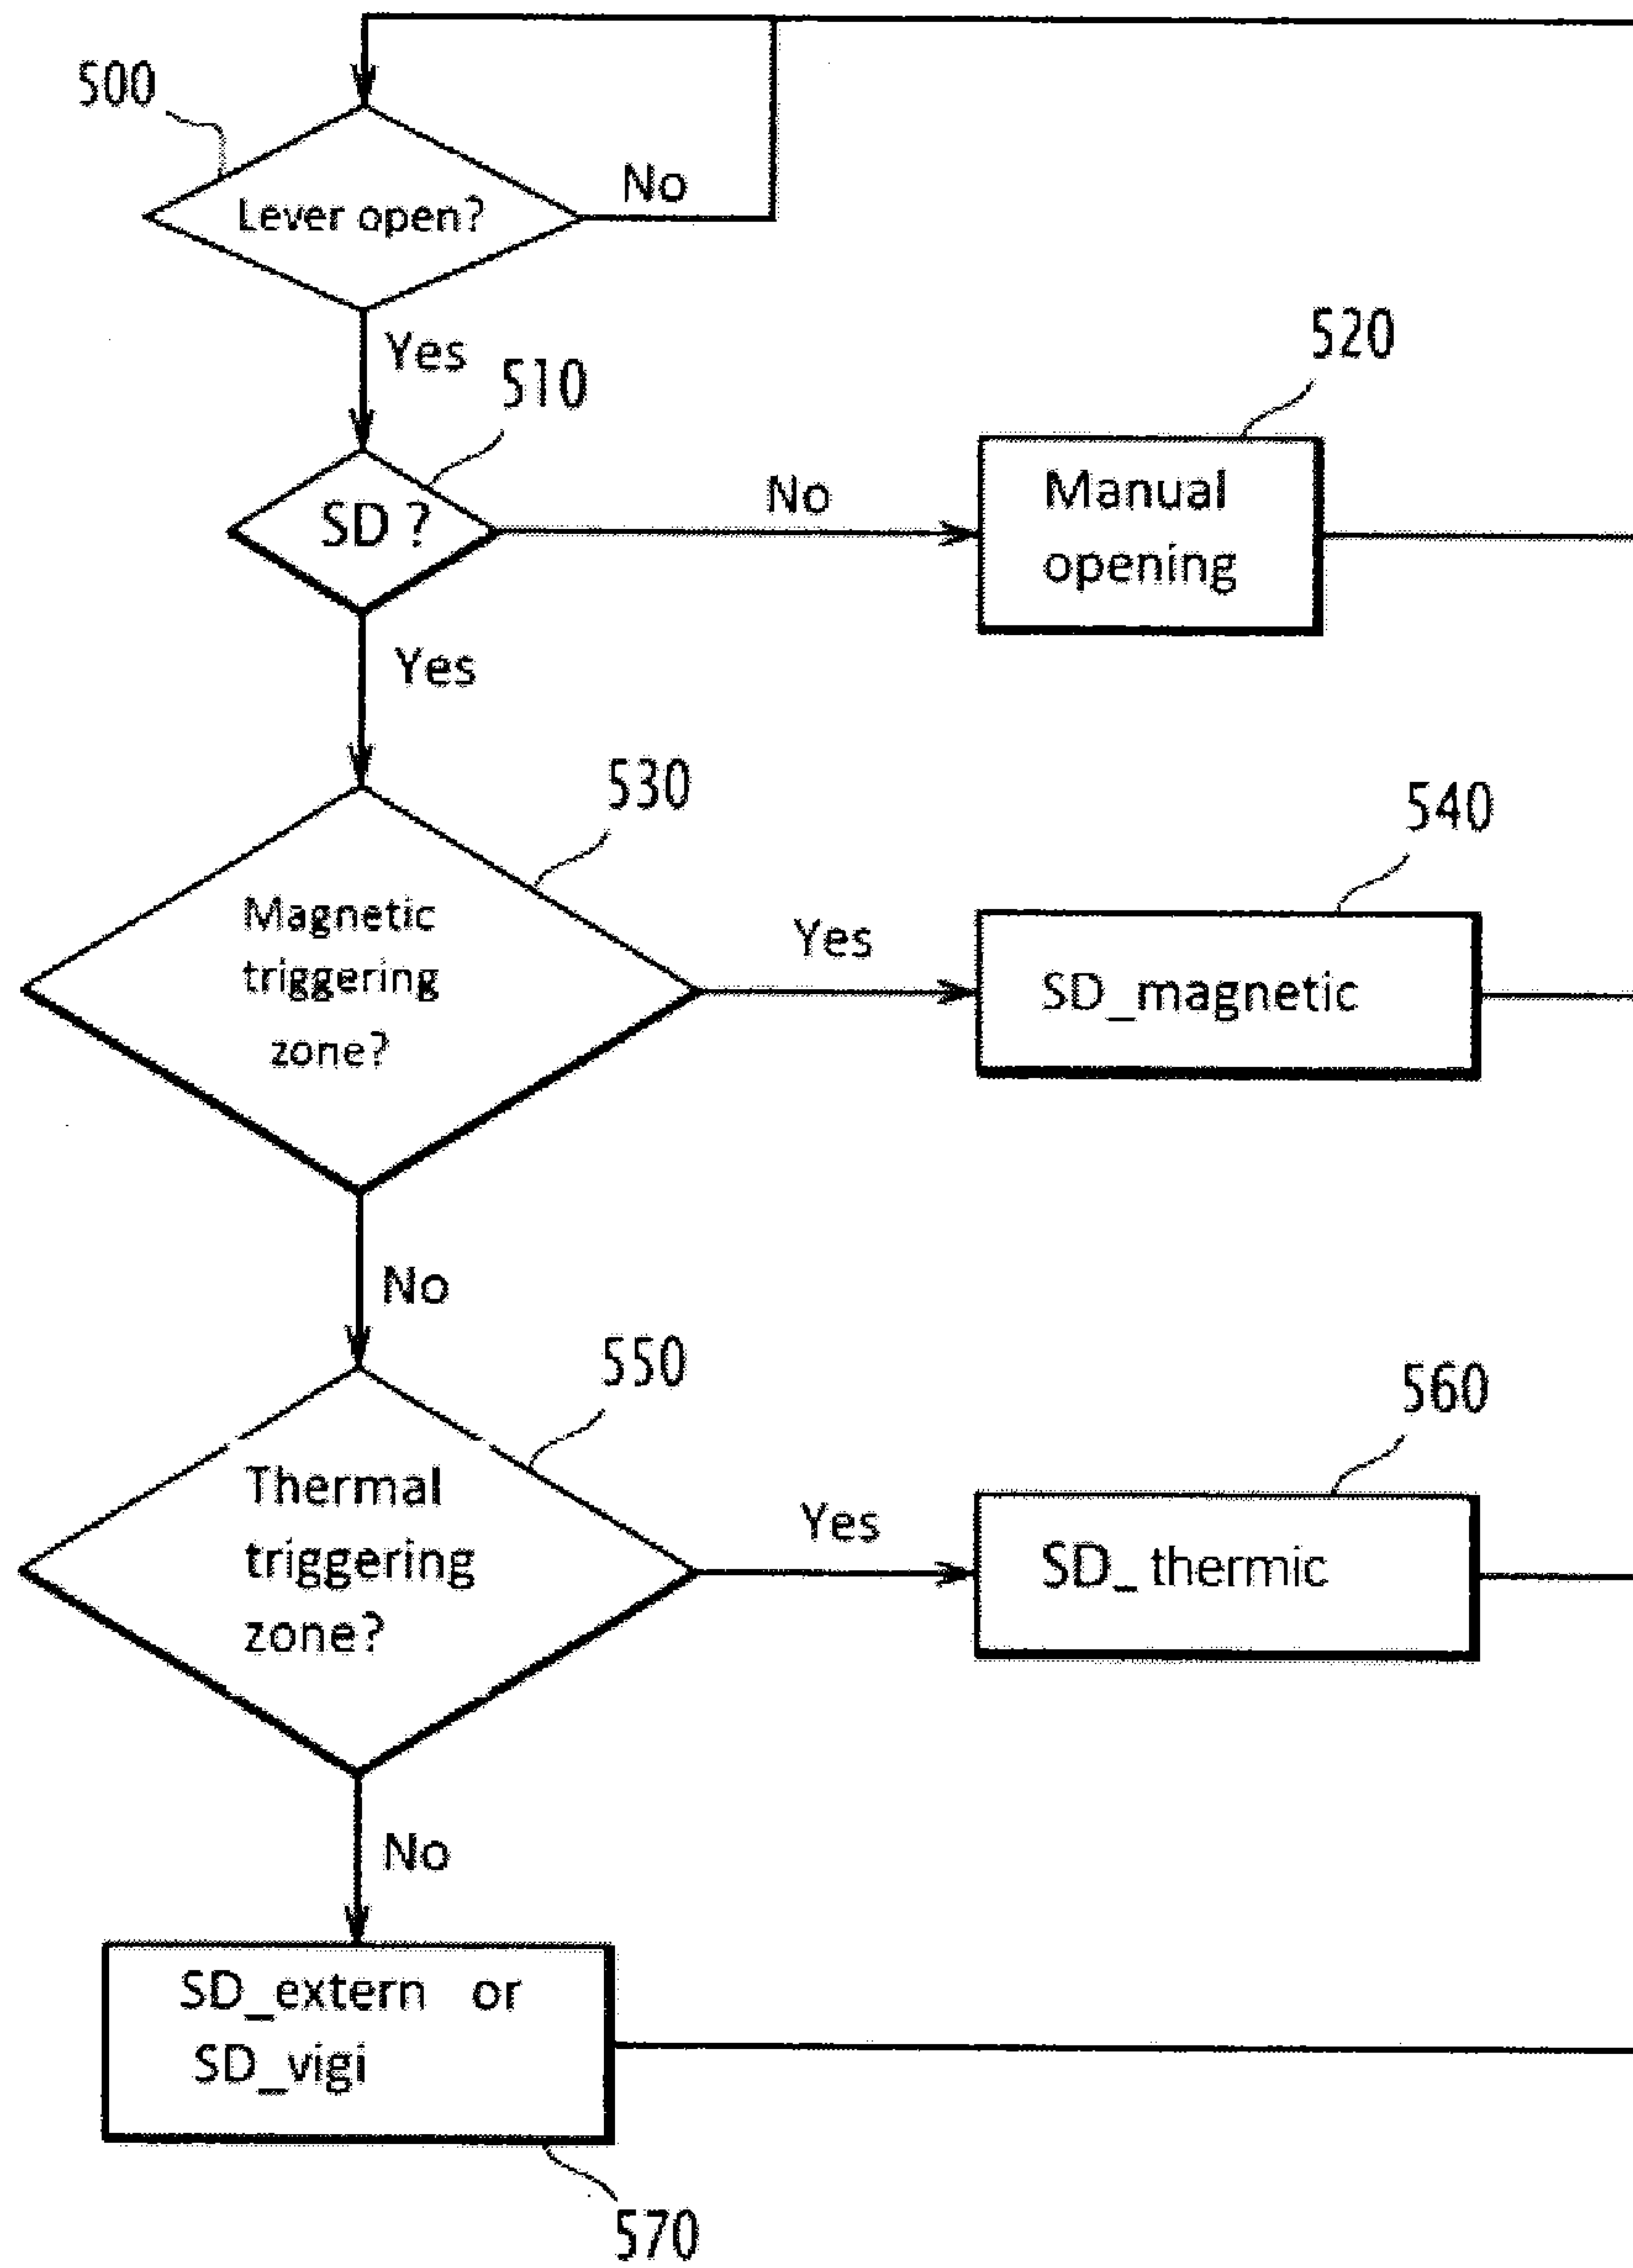 500
Lever open?
No
Yes
510
520
SD ?
No
Manual
opening
Yes
530
540
Magnetic
triggering
zone?
Yes
SD_magnetic
No
550
560
Thermal
triggering
zone?
Yes
SD_ thermic
No
SD_extern or
SD_vigi
570